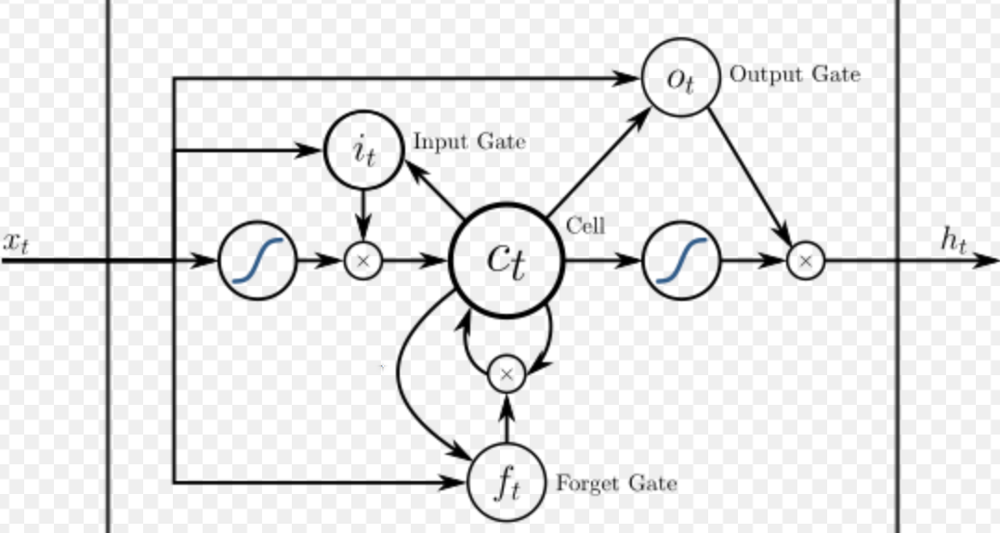 o_t Output Gate
i_t Input Gate
x_t
×
c_t Cell
×
h_t
×
f_t Forget Gate